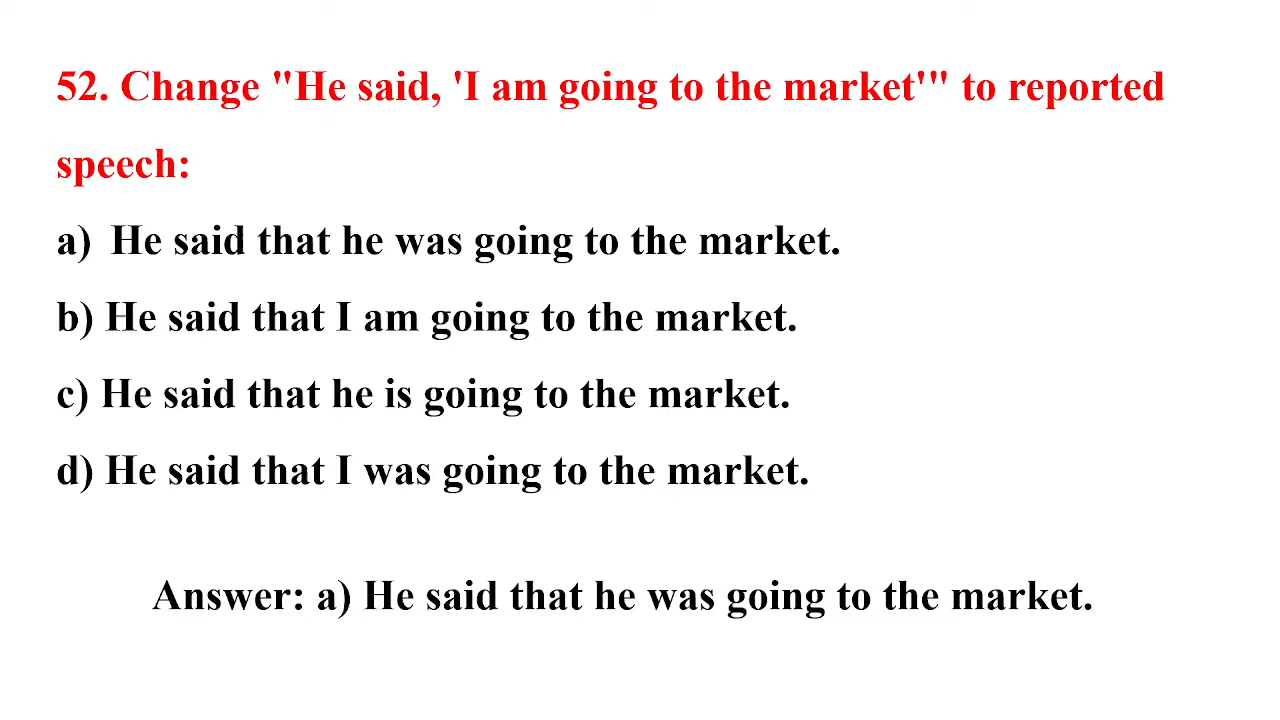 52. Change "He said, 'I am going to the market'" to reported
speech:
a) He said that he was going to the market.
b) He said that I am going to the market.
c) He said that he is going to the market.
d) He said that I was going to the market.
Answer: a) He said that he was going to the market.